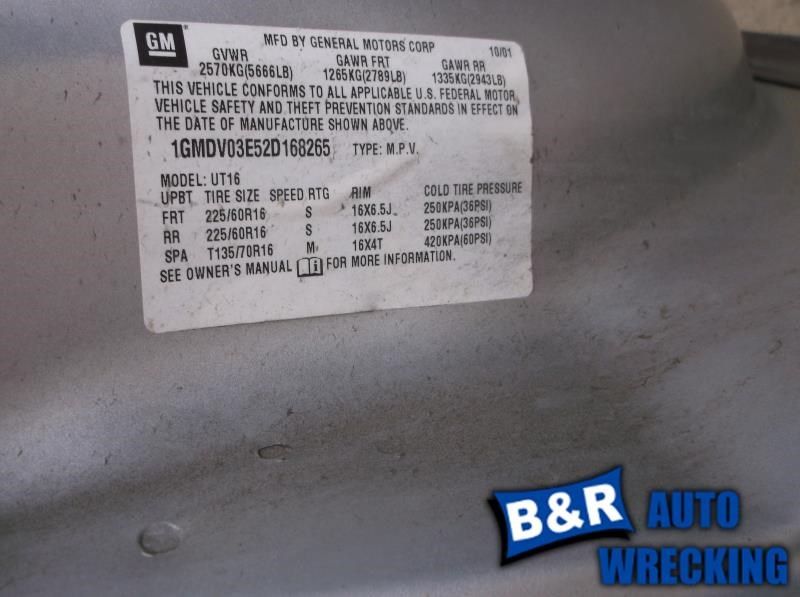 GM
MFD BY GENERAL MOTORS CORP 10/01
GVWR GAWR FRT GAWR RR
2570KG(5666LB) 1265KG(2789LB) 1335KG(2943LB)
THIS VEHICLE CONFORMS TO ALL APPLICABLE U.S. FEDERAL MOTOR
VEHICLE SAFETY AND THEFT PREVENTION STANDARDS IN EFFECT ON
THE DATE OF MANUFACTURE SHOWN ABOVE.
1GMDV03E52D168265 TYPE: M.P.V.
MODEL: UT16
UPBT TIRE SIZE SPEED RTG RIM COLD TIRE PRESSURE
FRT 225/60R16 S 16X6.5J 250KPA(36PSI)
RR 225/60R16 S 16X6.5J 250KPA(36PSI)
SPA T135/70R16 M 16X4T 420KPA(60PSI)
SEE OWNER'S MANUAL FOR MORE INFORMATION.
B&R AUTO
WRECKING